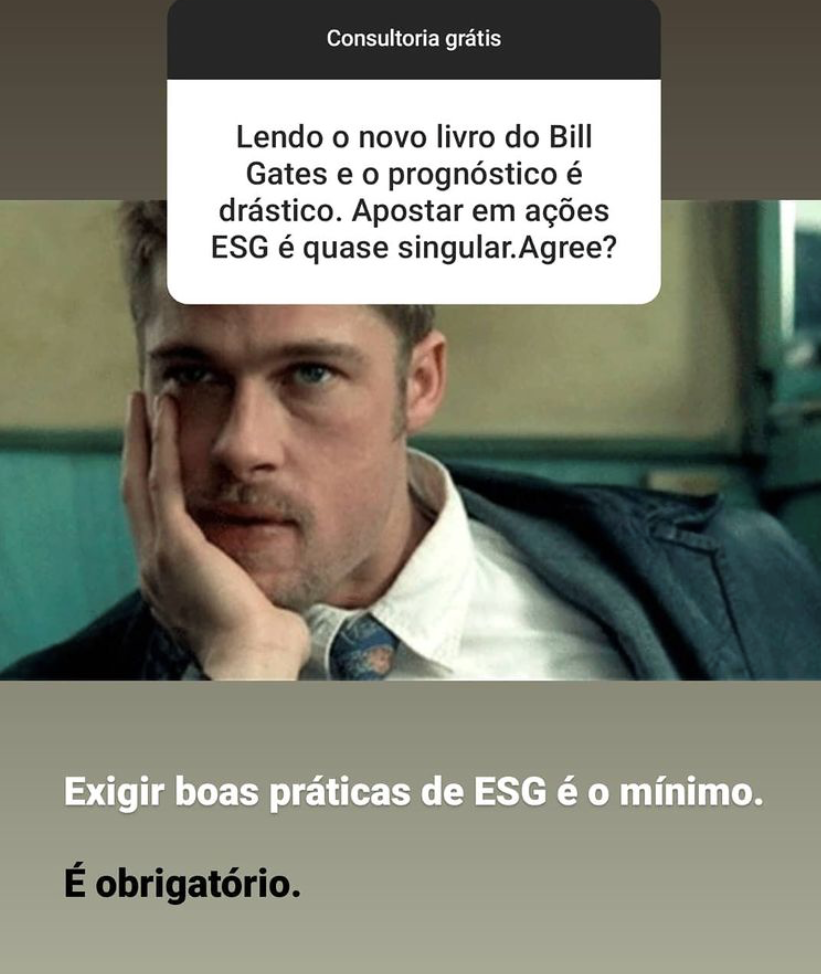 Consultoria grátis
Lendo o novo livro do Bill
Gates e o prognóstico é
drástico. Apostar em ações
ESG é quase singular.Agree?
Exigir boas práticas de ESG é o mínimo.
É obrigatório.